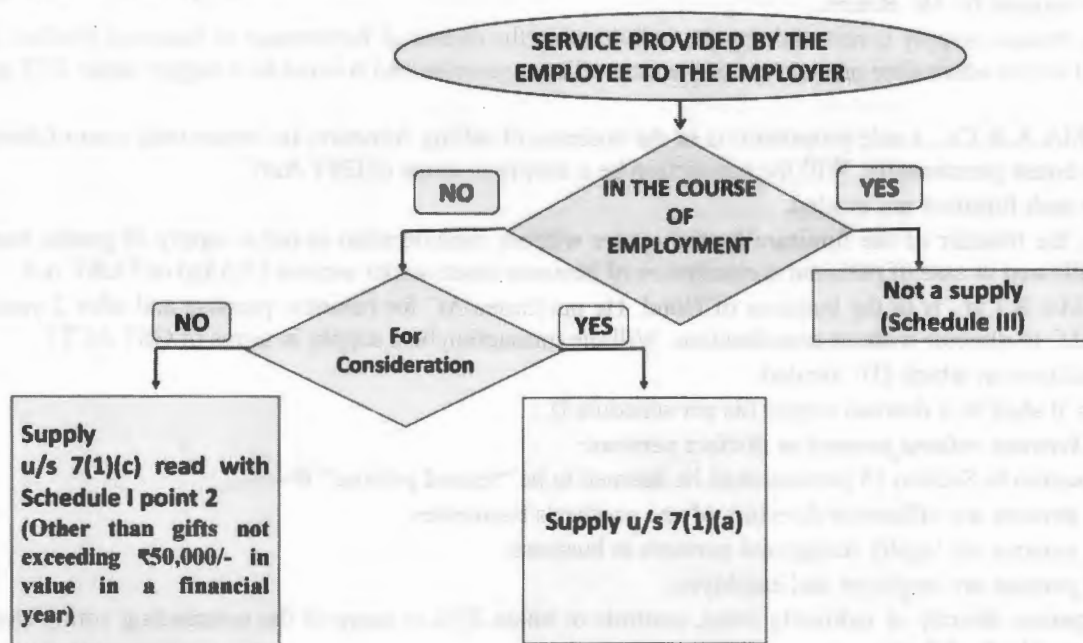 SERVICE PROVIDED BY THE
EMPLOYEE TO THE EMPLOYER
NO
IN THE COURSE
OF
EMPLOYMENT
YES
Not a supply
(Schedule III)
NO
For
Consideration
YES
Supply
u/s 7(1)(c) read with
Schedule I point 2
(Other than gifts not
exceeding ₹50,000/- in
value in a financial
year)
Supply u/s 7(1)(a)